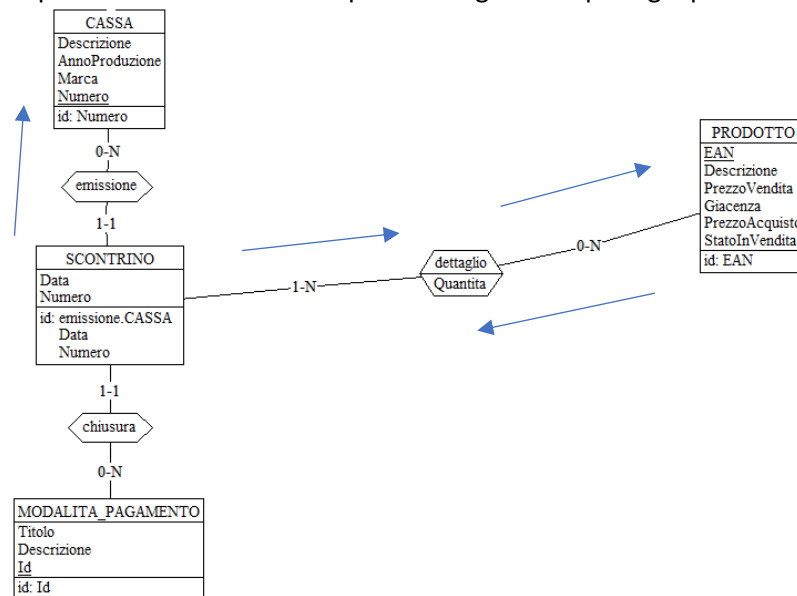 CASSA
Descrizione
AnnoProduzione
Marca
Numero
id: Numero
0-N
emissione
1-1
SCONTRINO
Data
Numero
id: emissione.CASSA
Data
Numero
1-N
dettaglio
Quantita
0-N
PRODOTTO
EAN
Descrizione
PrezzoVendita
Giacenza
PrezzoAcquisto
StatoInVendita
id: EAN
1-1
chiusura
0-N
MODALITA_PAGAMENTO
Titolo
Descrizione
Id
id: Id